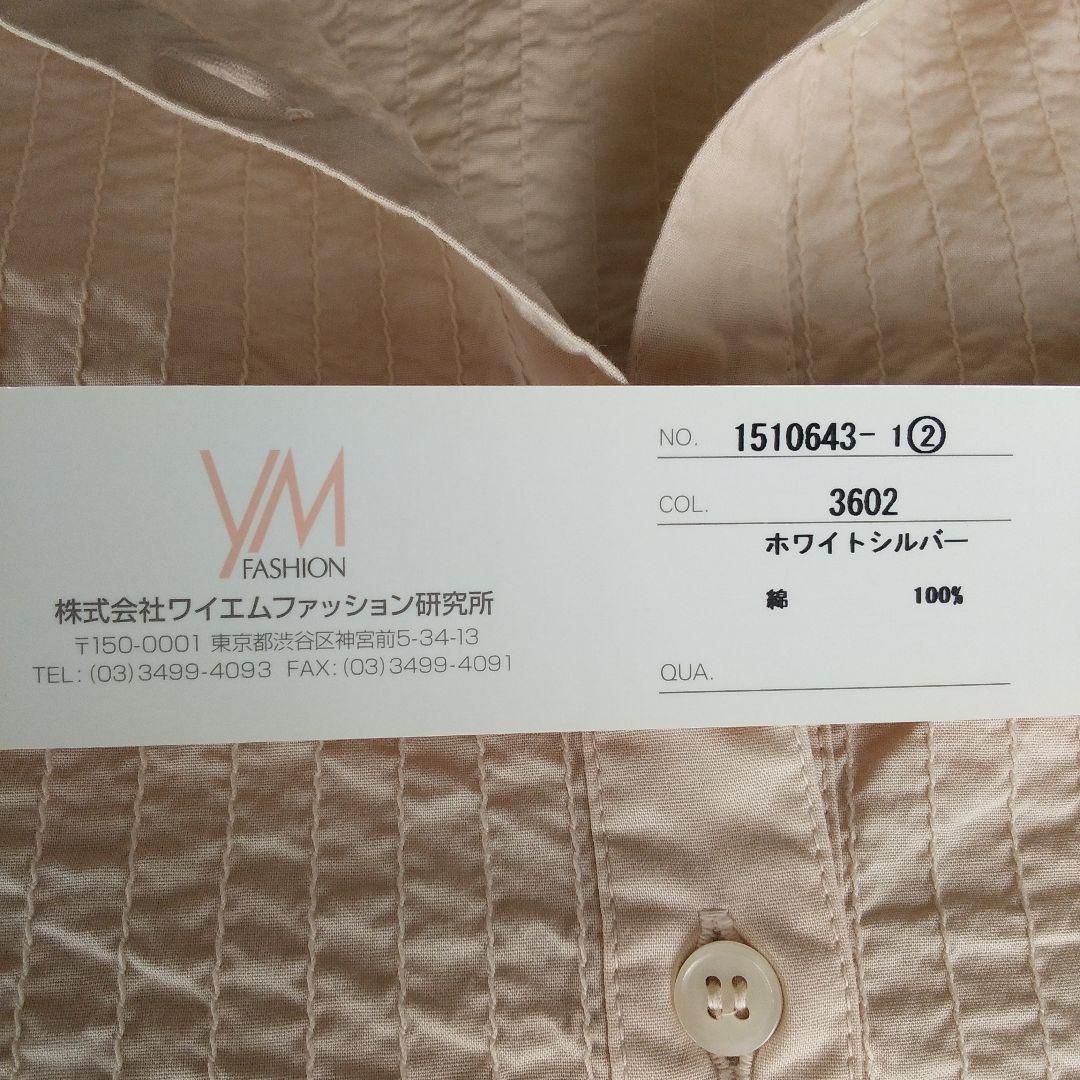 YM
FASHION
株式会社ワイエムファッション研究所
〒150-0001 東京都渋谷区神宮前5-34-13
TEL:(03)3499-4093 FAX:(03)3499-4091
NO. 1510643- 1②
COL. 3602
ホワイトシルバー
綿 100%
QUA.